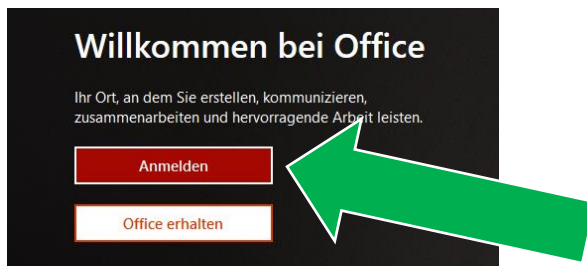 Willkommen bei Office
Ihr Ort, an dem Sie erstellen, kommunizieren,
zusammenarbeiten und hervorragende Arbeit leisten.
Anmelden
Office erhalten